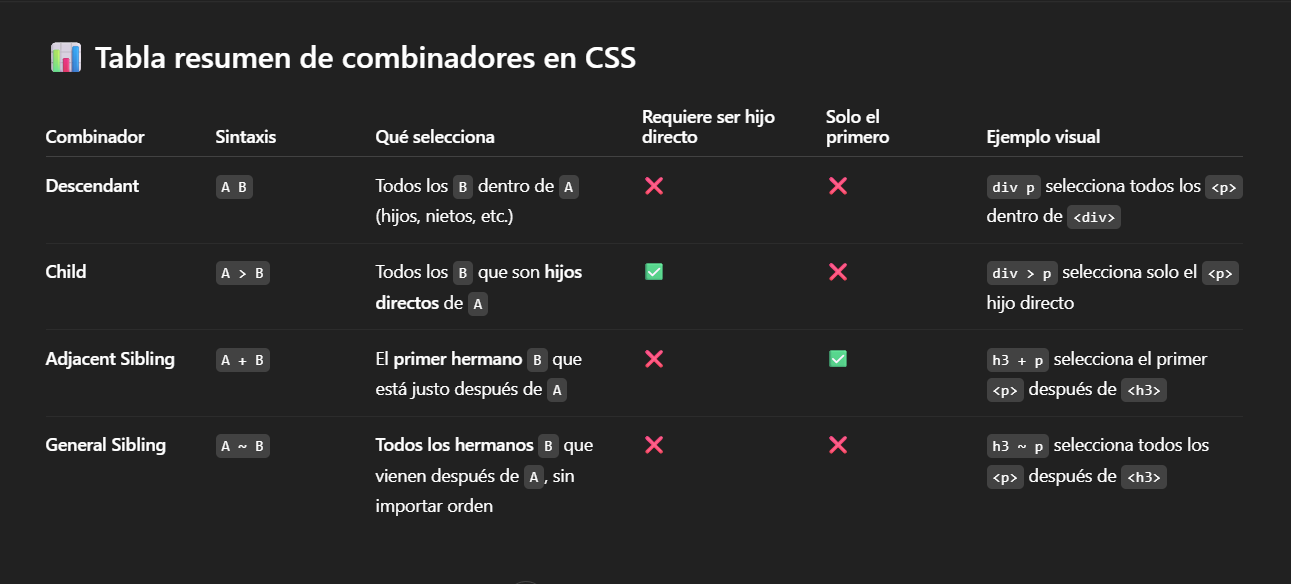 📊 Tabla resumen de combinadores en CSS
Combinador Sintaxis Qué selecciona Requiere ser hijo directo Solo el primero Ejemplo visual
Descendant A B Todos los B dentro de A ❌ ❌ div p selecciona todos los <p>
(hijos, nietos, etc.) dentro de <div>
Child A > B Todos los B que son hijos ✅ ❌ div > p selecciona solo el <p>
directos de A hijo directo
Adjacent Sibling A + B El primer hermano B que ❌ ✅ h3 + p selecciona el primer
está justo después de A <p> después de <h3>
General Sibling A ~ B Todos los hermanos B que ❌ ❌ h3 ~ p selecciona todos los
vienen después de A, sin <p> después de <h3>
importar orden